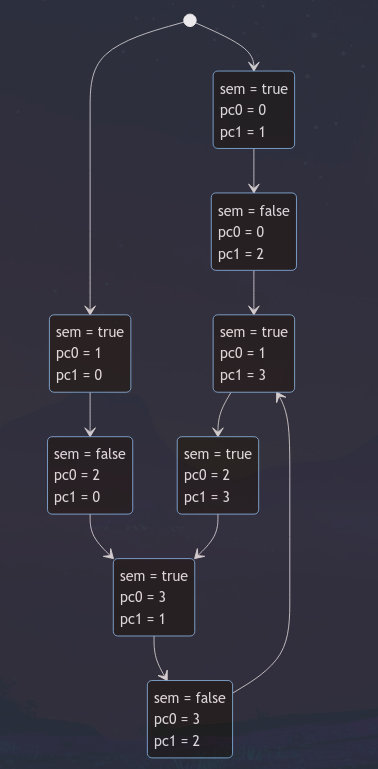 sem = true
pc0 = 0
pc1 = 1
sem = false
pc0 = 0
pc1 = 2
sem = true
pc0 = 1
pc1 = 0
sem = true
pc0 = 1
pc1 = 3
sem = false
pc0 = 2
pc1 = 0
sem = true
pc0 = 2
pc1 = 3
sem = true
pc0 = 3
pc1 = 1
sem = false
pc0 = 3
pc1 = 2